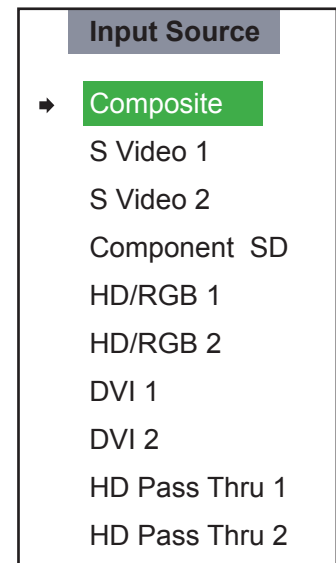 Input Source
Composite
S Video 1
S Video 2
Component  SD
HD/RGB 1
HD/RGB 2
DVI 1
DVI 2
HD Pass Thru 1
HD Pass Thru 2